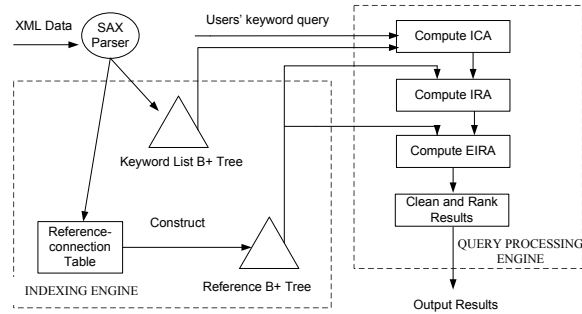 XML Data
SAX
Parser
Users' keyword query
Compute ICA
Compute IRA
Keyword List B+ Tree
Compute EIRA
Clean and Rank
Results
Reference-
connection
Table
Construct
Reference B+ Tree
INDEXING ENGINE
QUERY PROCESSING
ENGINE
Output Results